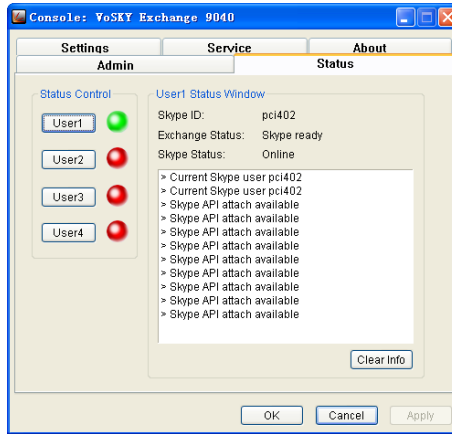 Console: VoSKY Exchange 9040
Settings Service About
Admin Status
Status Control
User1
User2
User3
User4
User1 Status Window
Skype ID: pci402
Exchange Status: Skype ready
Skype Status: Online
> Current Skype user pci402
> Current Skype user pci402
> Skype API attach available
> Skype API attach available
> Skype API attach available
> Skype API attach available
> Skype API attach available
> Skype API attach available
> Skype API attach available
> Skype API attach available
> Skype API attach available
Clear Info
OK Cancel Apply